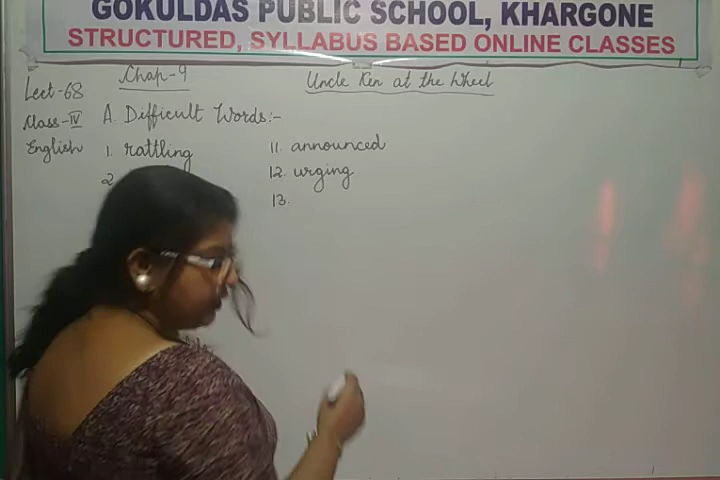 GOKULDAS PUBLIC SCHOOL, KHARGONE
STRUCTURED, SYLLABUS BASED ONLINE CLASSES
Lect-68 Chap-9 Uncle Ken at the Wheel
Class-IV A. Difficult Words:-
English 1. rattling 11. announced
2. 12. urging
13.